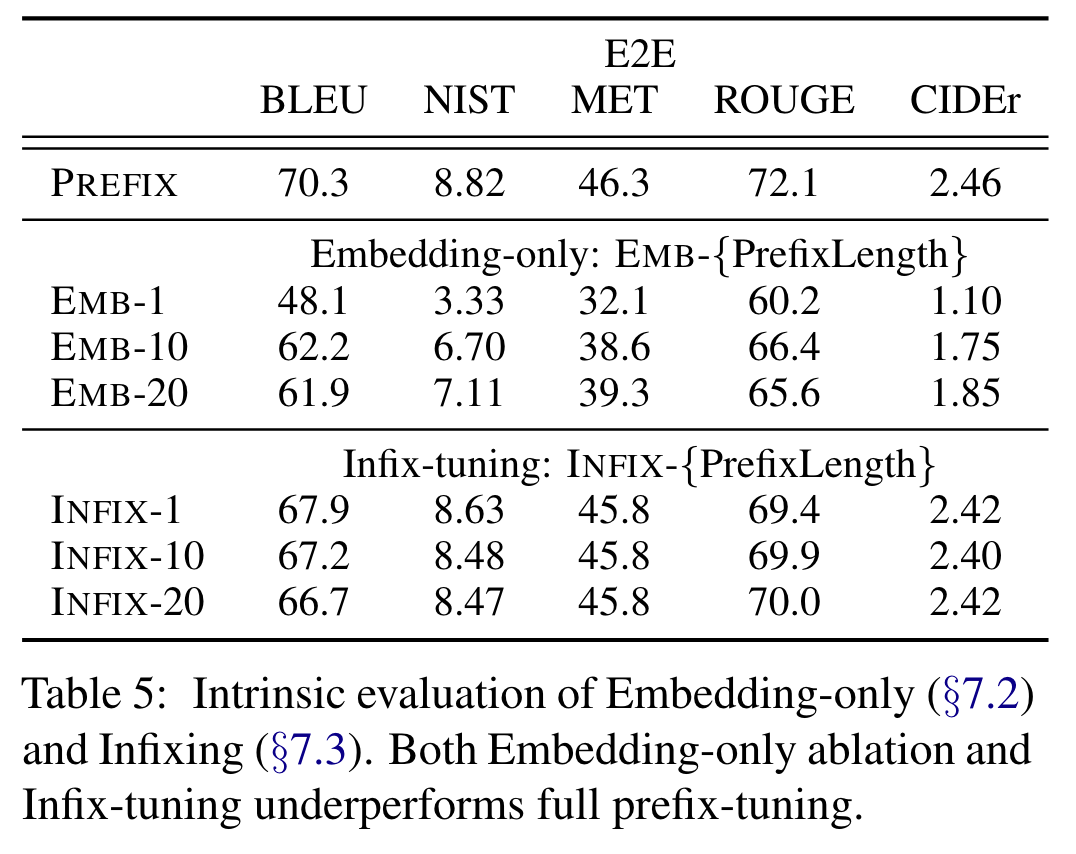 E2E
BLEU NIST MET ROUGE CIDEr
PREFIX 70.3 8.82 46.3 72.1 2.46
Embedding-only: EMB-{PrefixLength}
EMB-1 48.1 3.33 32.1 60.2 1.10
EMB-10 62.2 6.70 38.6 66.4 1.75
EMB-20 61.9 7.11 39.3 65.6 1.85
Infix-tuning: INFIX-{PrefixLength}
INFIX-1 67.9 8.63 45.8 69.4 2.42
INFIX-10 67.2 8.48 45.8 69.9 2.40
INFIX-20 66.7 8.47 45.8 70.0 2.42
Table 5: Intrinsic evaluation of Embedding-only (§7.2)
and Infixing (§7.3). Both Embedding-only ablation and
Infix-tuning underperforms full prefix-tuning.